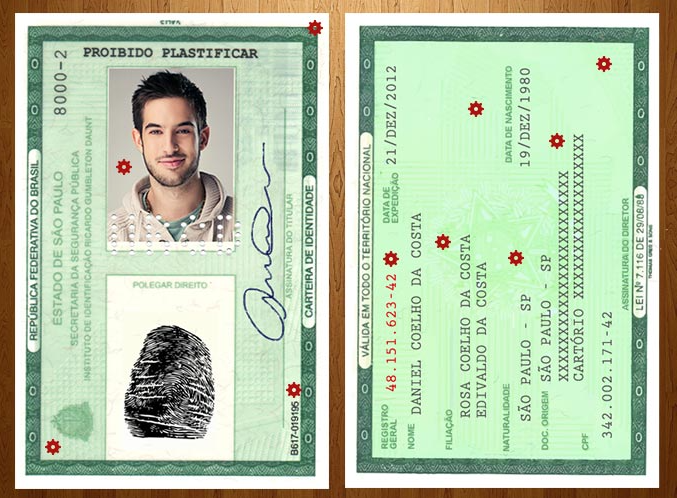 VALID
PROIBIDO PLASTIFICAR
8000-2
REPÚBLICA FEDERATIVA DO BRASIL
ESTADO DE SÃO PAULO
SECRETARIA DA SEGURANÇA PÚBLICA
INSTITUTO DE IDENTIFICAÇÃO RICARDO GUMBLETON DAUNT
POLEGAR DIREITO
ASSINATURA DO TITULAR
CARTEIRA DE IDENTIDADE
B617-019195
VÁLIDA EM TODO O TERRITÓRIO NACIONAL
REGISTRO GERAL 48.151.623-42
DATA DE EXPEDIÇÃO 21/DEZ/2012
NOME DANIEL COELHO DA COSTA
FILIAÇÃO
ROSA COELHO DA COSTA
EDIVALDO DA COSTA
NATURALIDADE SÃO PAULO - SP
DATA DE NASCIMENTO 19/DEZ/1980
DOC. ORIGEM SÃO PAULO - SP
XXXXXXXXXXXXXXXXXXXXXXX
CARTÓRIO XXXXXXXXXXXXXXXXXX
CPF 342.002.171-42
ASSINATURA DO DIRETOR
LEI Nº 7.116 DE 29/08/83